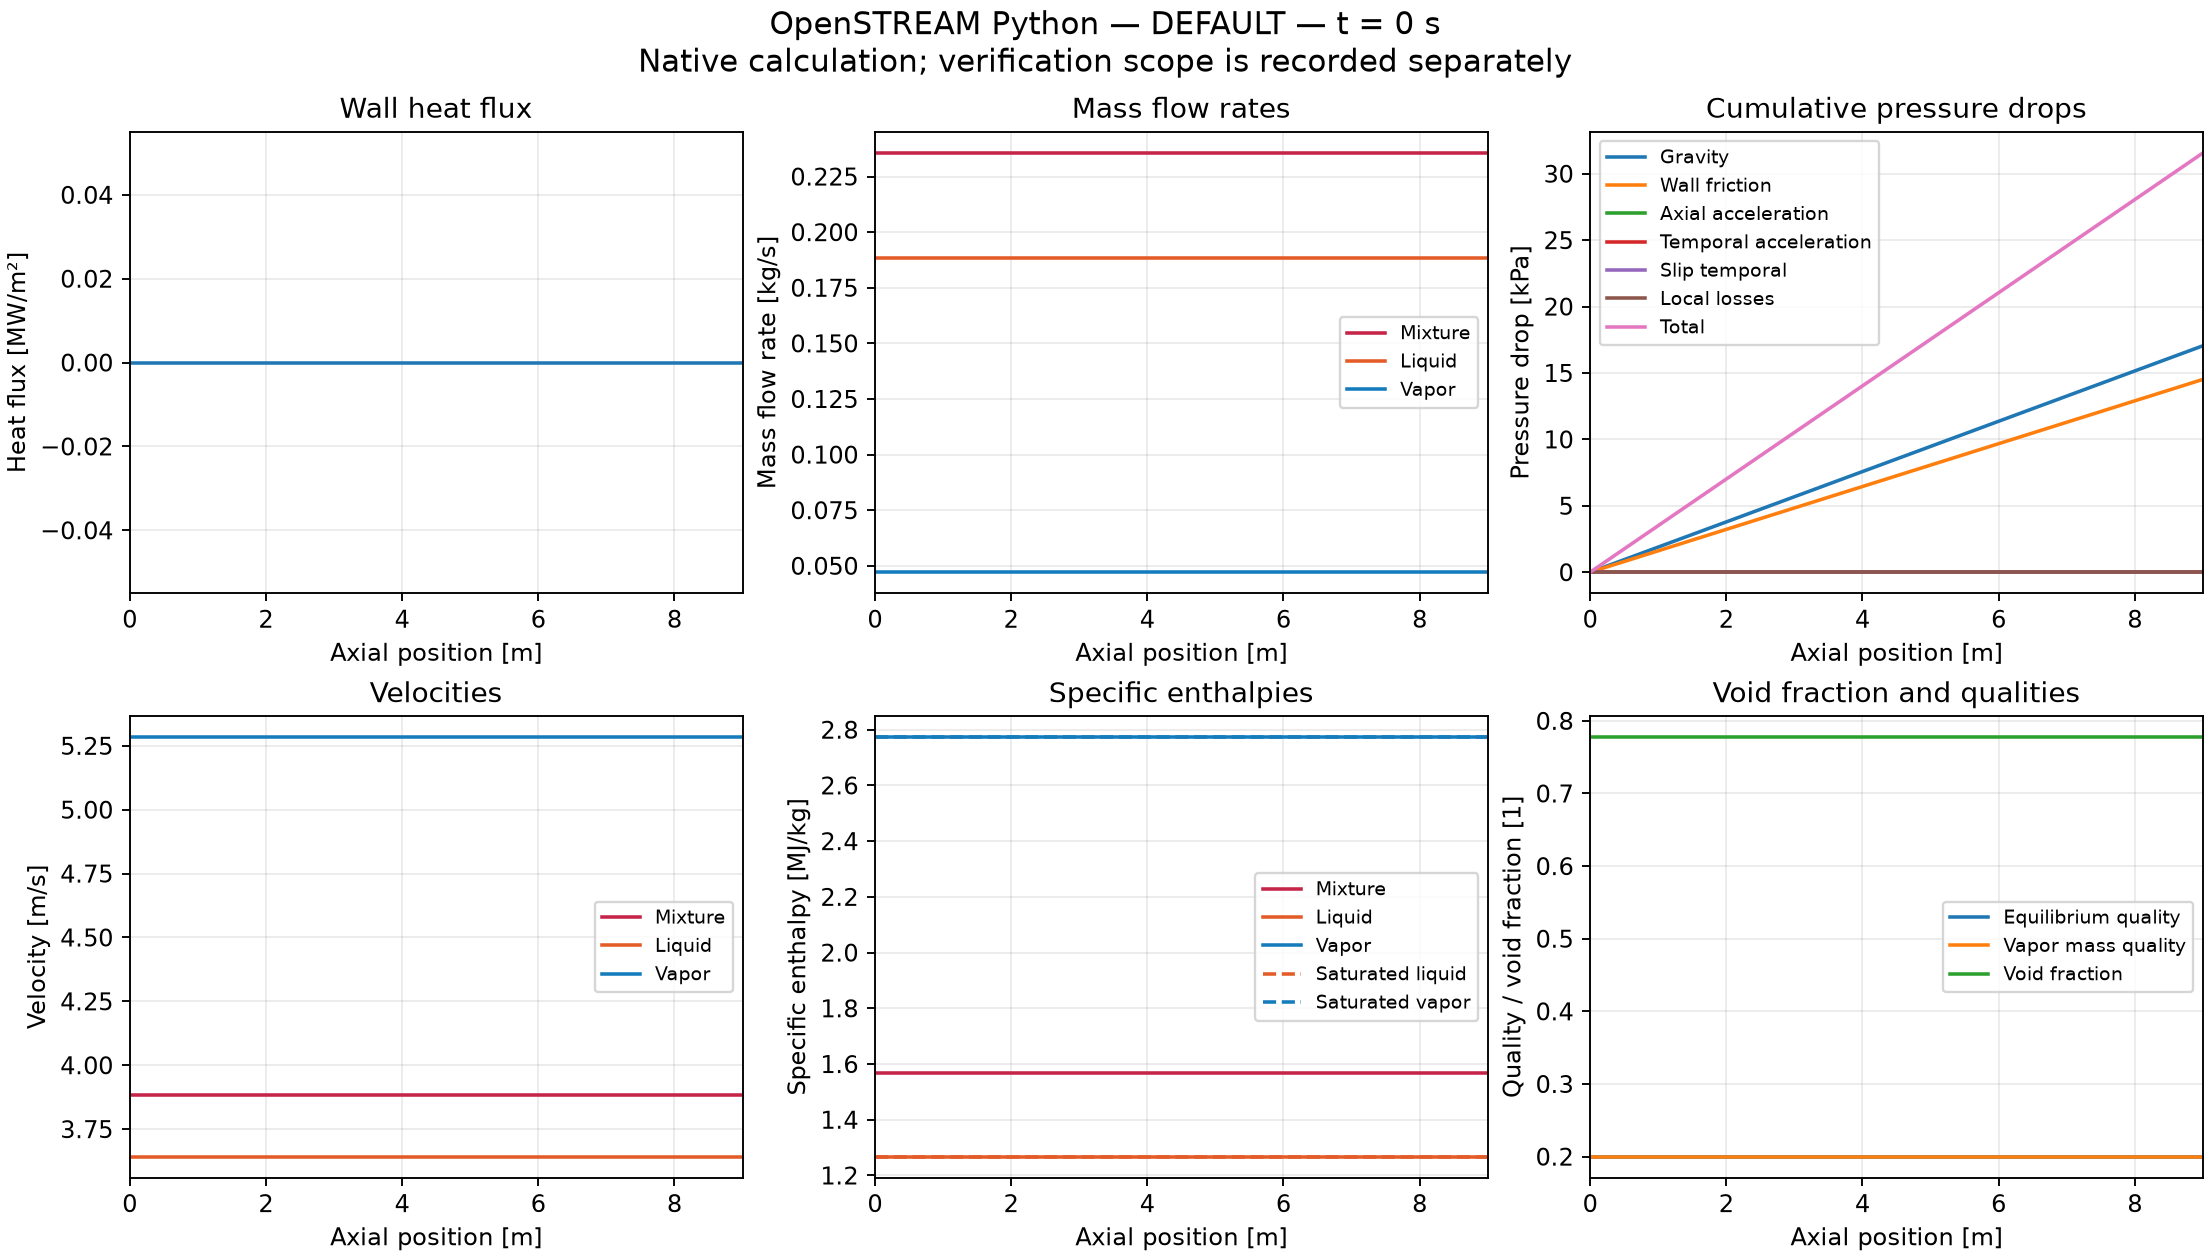 OpenSTREAM Python — DEFAULT — t = 0 s
Native calculation; verification scope is recorded separately
Wall heat flux
Heat flux [MW/m²]
0.04
0.02
0.00
−0.02
−0.04
0 2 4 6 8
Axial position [m]
Mass flow rates
Mass flow rate [kg/s]
0.225
0.200
0.175
0.150
0.125
0.100
0.075
0.050
Mixture
Liquid
Vapor
0 2 4 6 8
Axial position [m]
Cumulative pressure drops
Pressure drop [kPa]
30
25
20
15
10
5
0
Gravity
Wall friction
Axial acceleration
Temporal acceleration
Slip temporal
Local losses
Total
0 2 4 6 8
Axial position [m]
Velocities
Velocity [m/s]
5.25
5.00
4.75
4.50
4.25
4.00
3.75
Mixture
Liquid
Vapor
0 2 4 6 8
Axial position [m]
Specific enthalpies
Specific enthalpy [MJ/kg]
2.8
2.6
2.4
2.2
2.0
1.8
1.6
1.4
1.2
Mixture
Liquid
Vapor
Saturated liquid
Saturated vapor
0 2 4 6 8
Axial position [m]
Void fraction and qualities
Quality / void fraction [1]
0.8
0.7
0.6
0.5
0.4
0.3
0.2
Equilibrium quality
Vapor mass quality
Void fraction
0 2 4 6 8
Axial position [m]